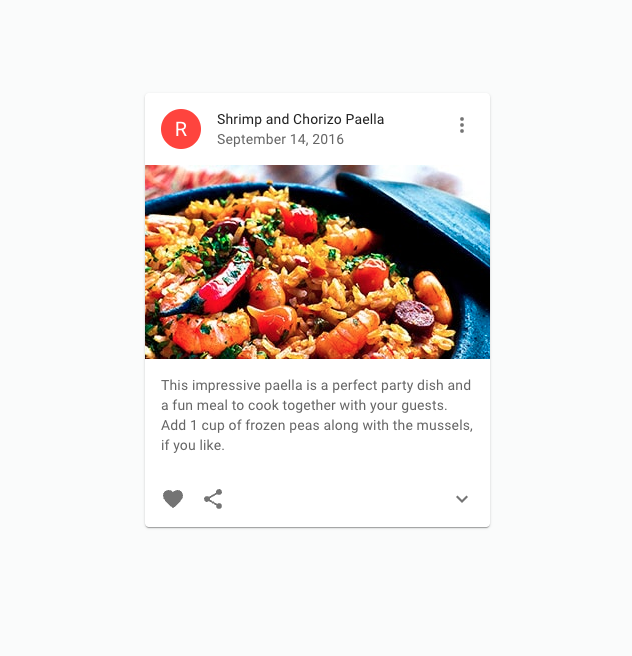 R
Shrimp and Chorizo Paella
September 14, 2016
This impressive paella is a perfect party dish and
a fun meal to cook together with your guests.
Add 1 cup of frozen peas along with the mussels,
if you like.